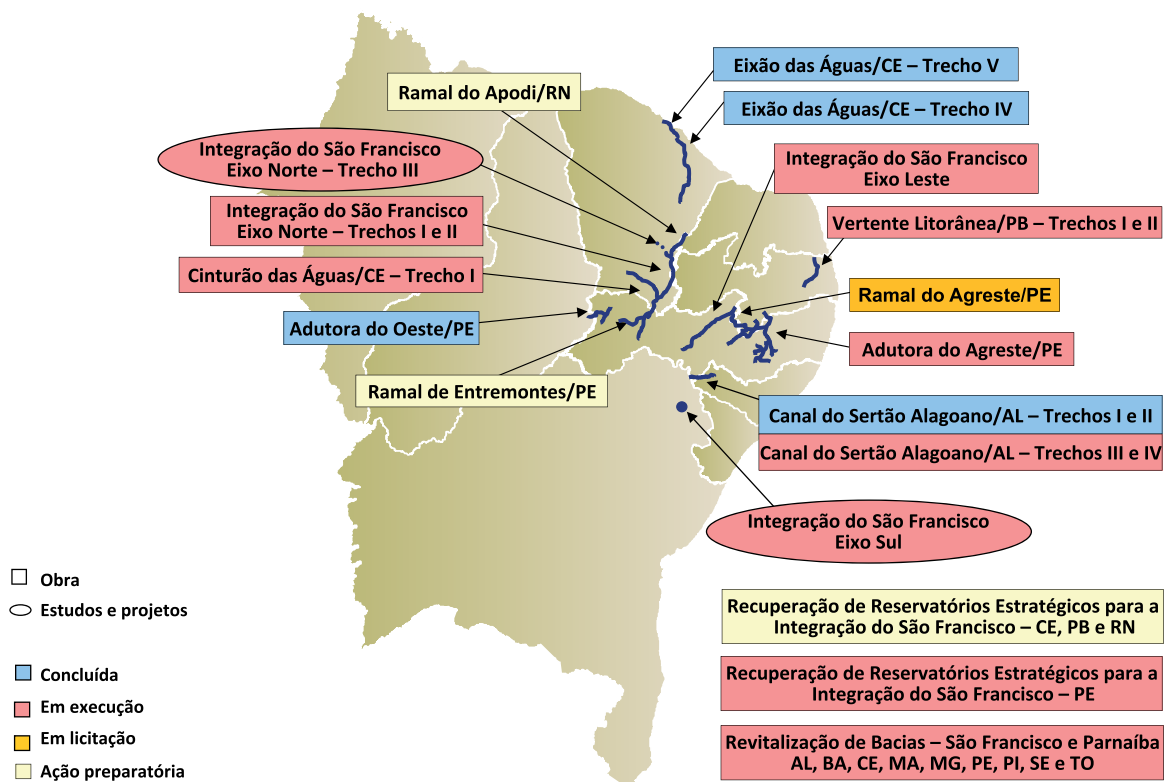 Eixão das Águas/CE – Trecho V
Ramal do Apodi/RN
Eixão das Águas/CE – Trecho IV
Integração do São Francisco
Eixo Norte – Trecho III
Integração do São Francisco
Eixo Leste
Integração do São Francisco
Eixo Norte – Trechos I e II
Vertente Litorânea/PB – Trechos I e II
Cinturão das Águas/CE – Trecho I
Ramal do Agreste/PE
Adutora do Oeste/PE
Adutora do Agreste/PE
Ramal de Entremontes/PE
Canal do Sertão Alagoano/AL – Trechos I e II
Canal do Sertão Alagoano/AL – Trechos III e IV
Integração do São Francisco
Eixo Sul
Obra
Estudos e projetos
Recuperação de Reservatórios Estratégicos para a
Integração do São Francisco – CE, PB e RN
Concluída
Em execução
Em licitação
Ação preparatória
Recuperação de Reservatórios Estratégicos para a
Integração do São Francisco – PE
Revitalização de Bacias – São Francisco e Parnaíba
AL, BA, CE, MA, MG, PE, PI, SE e TO